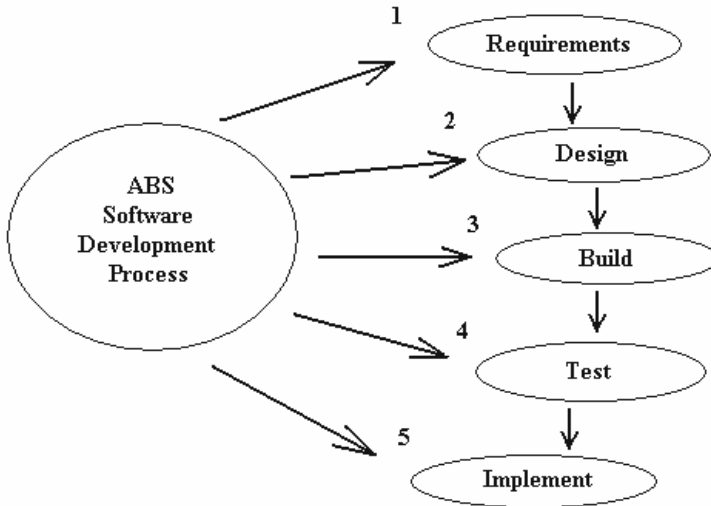 1
Requirements
2
Design
ABS
Software
Development
Process
3
Build
4
Test
5
Implement